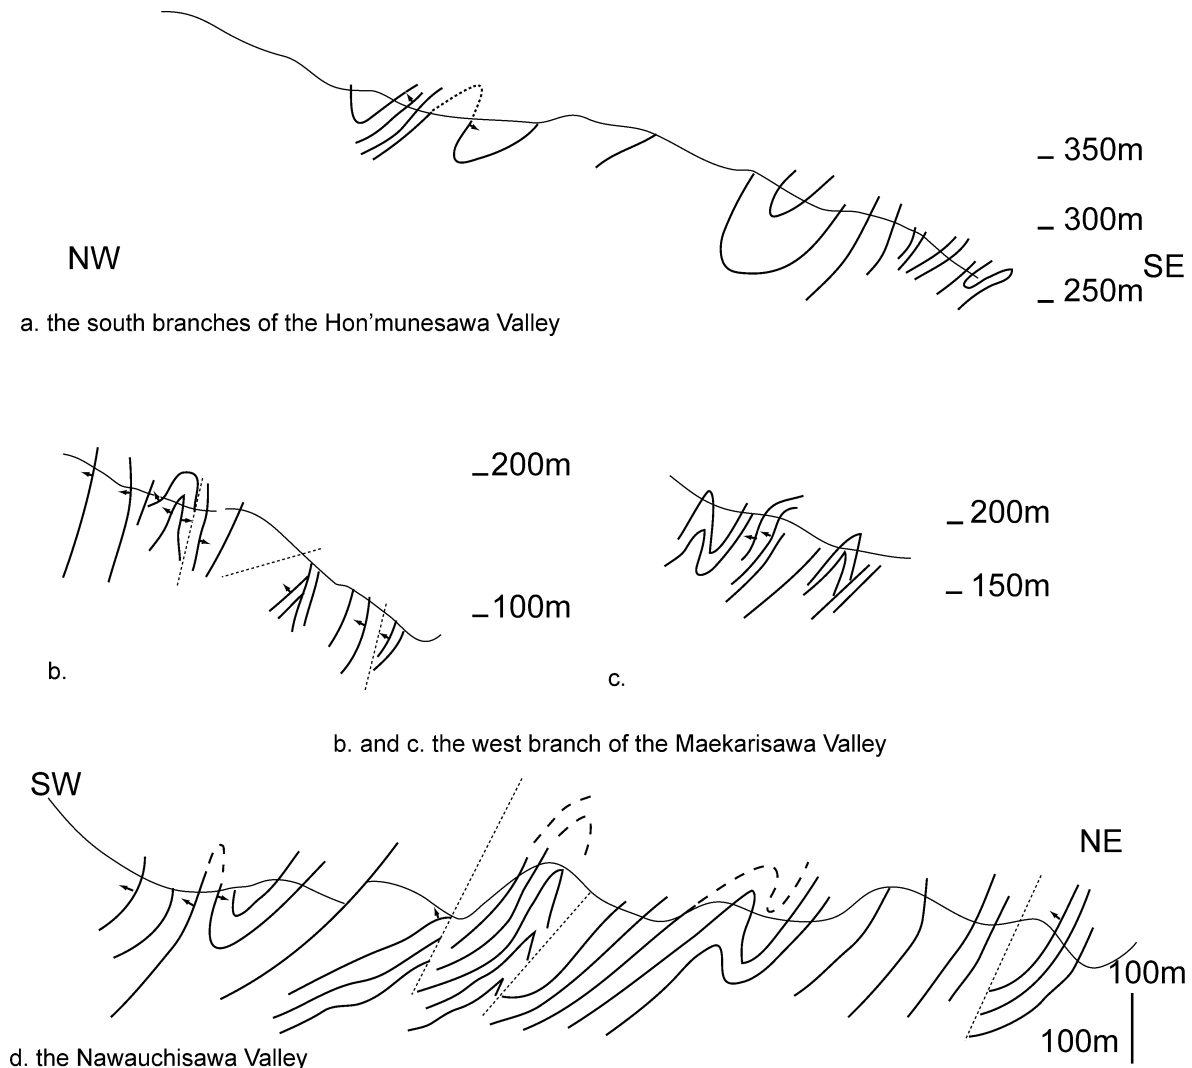 350m
300m
NW
SE
250m
a. the south branches of the Hon’munesawa Valley
200m
200m
150m
100m
b.
c.
b. and c. the west branch of the Maekarisawa Valley
SW
NE
100m
100m
d. the Nawauchisawa Valley